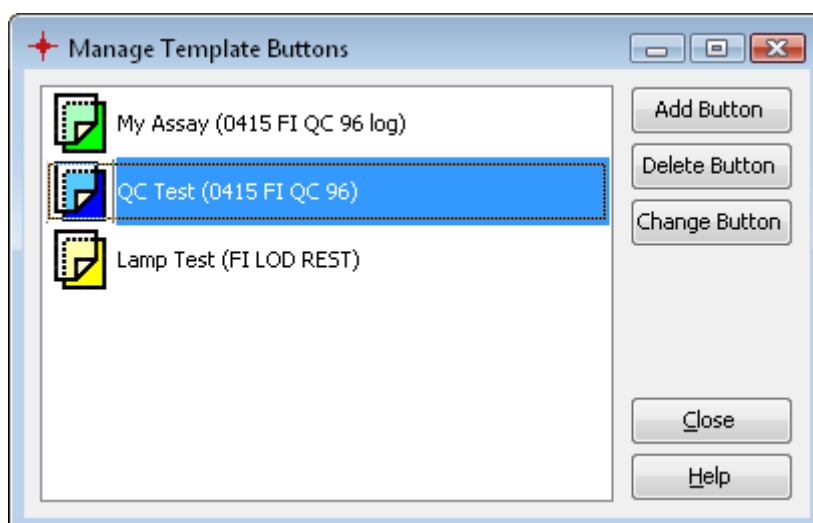 Manage Template Buttons
My Assay (0415 FI QC 96 log)
QC Test (0415 FI QC 96)
Lamp Test (FI LOD REST)
Add Button
Delete Button
Change Button
Close
Help